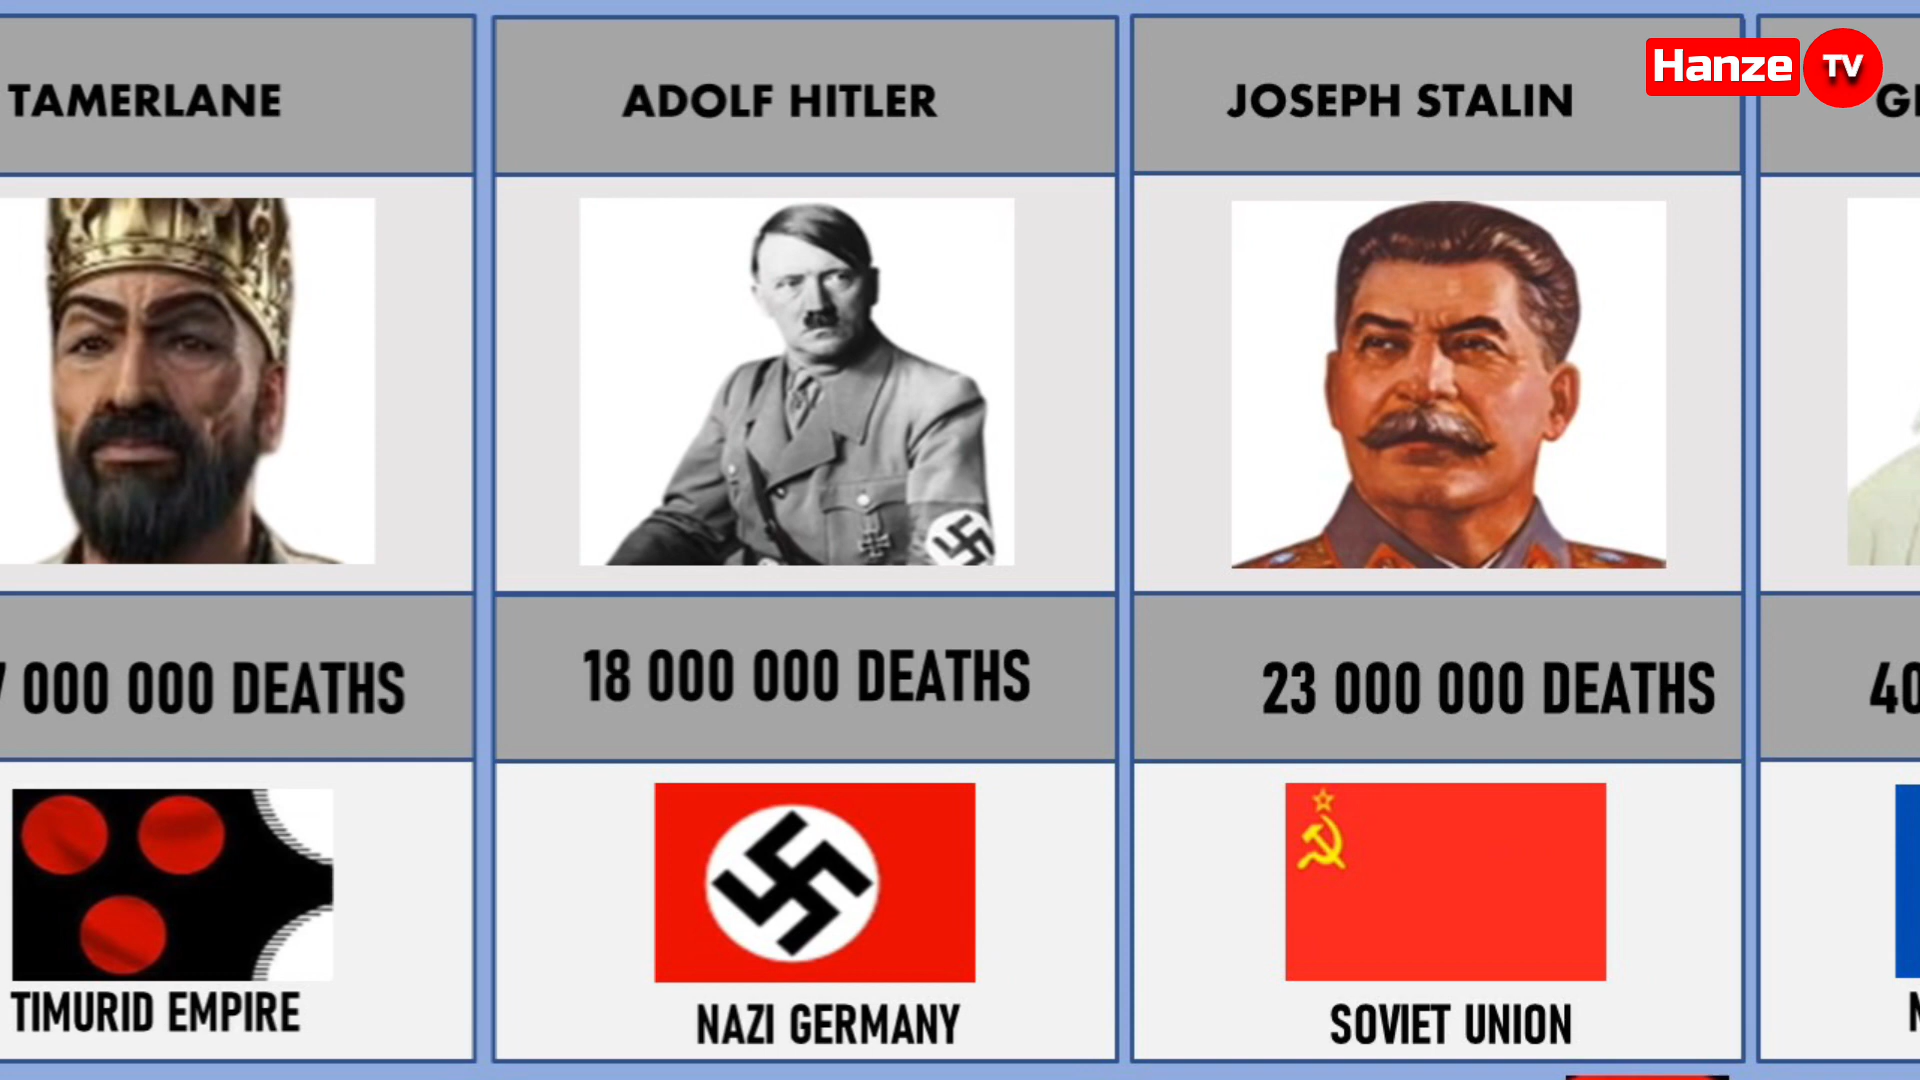 Hanze TV
TAMERLANE
ADOLF HITLER
JOSEPH STALIN
000 000 DEATHS
18 000 000 DEATHS
23 000 000 DEATHS
40
TIMURID EMPIRE
NAZI GERMANY
SOVIET UNION